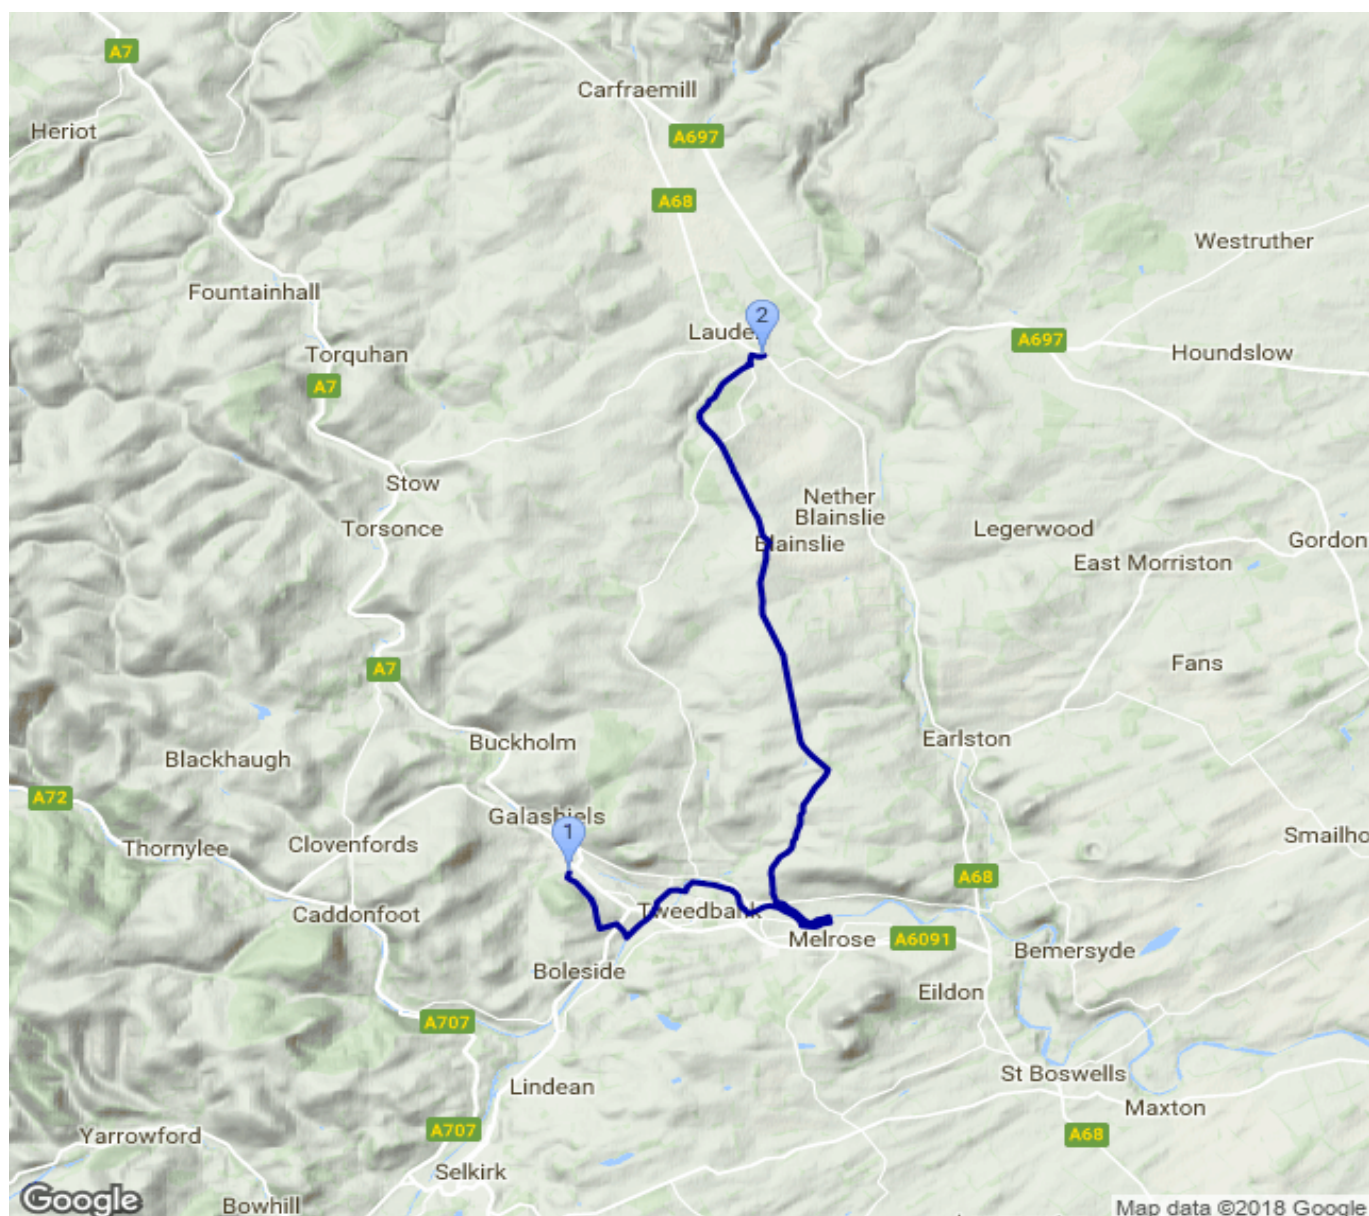 A7
Carfraemill
Heriot
A697
A68
Westruther
Fountainhall
2
Lauder
A697
Torquhan
Houndslow
A7
Stow
Nether
Blainslie
Torsonce
Legerwood
Blainslie
Gordon
East Morriston
A7
Fans
Buckholm
Earlston
Blackhaugh
A72
Galashiels
1
Smailho
Thornylee
Clovenfords
A68
Caddonfoot
Tweedbank
Melrose
A6091
Bemersyde
Boleside
Eildon
A707
St Boswells
Lindean
Maxton
A707
A68
Yarrowford
Selkirk
Bowhill
Google
Map data ©2018 Google